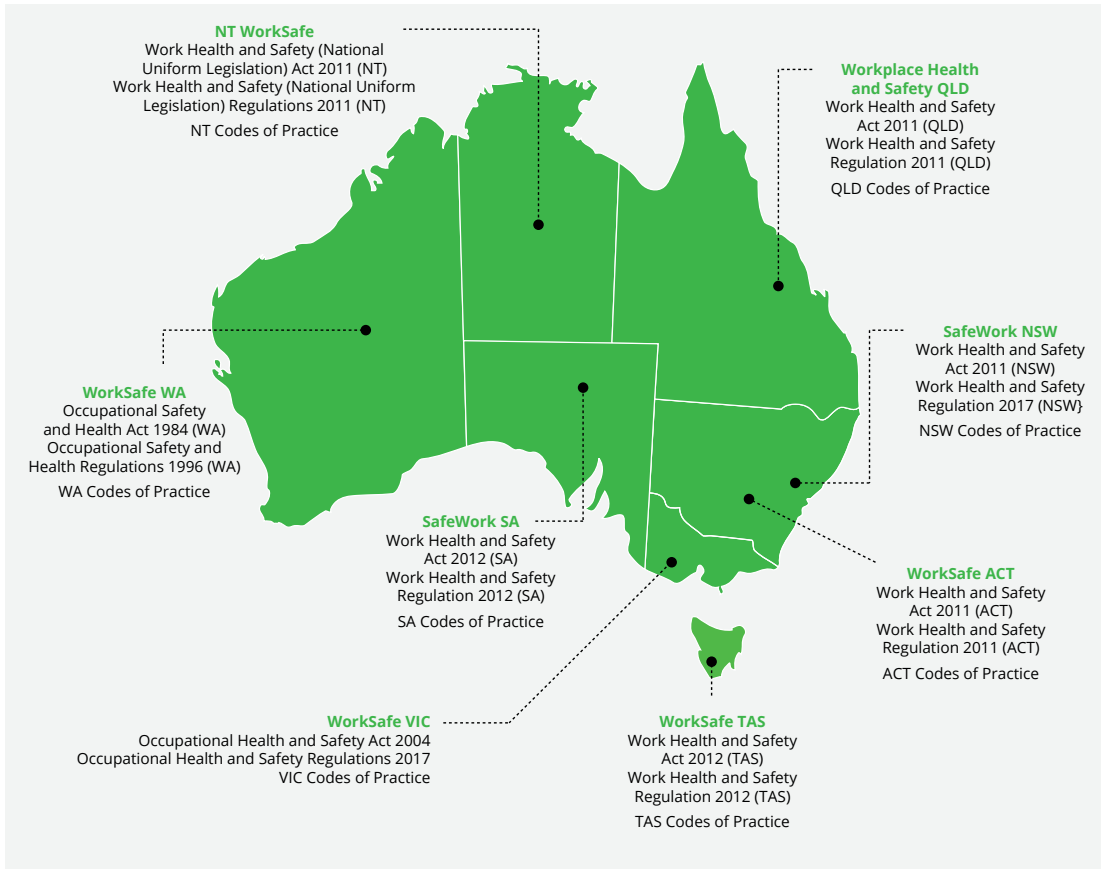 NT WorkSafe
Work Health and Safety (National
Uniform Legislation) Act 2011 (NT)
Work Health and Safety (National Uniform
Legislation) Regulations 2011 (NT)
NT Codes of Practice
Workplace Health
and Safety QLD
Work Health and Safety
Act 2011 (QLD)
Work Health and Safety
Regulation 2011 (QLD)
QLD Codes of Practice
SafeWork NSW
Work Health and Safety
Act 2011 (NSW)
Work Health and Safety
Regulation 2017 (NSW}
NSW Codes of Practice
WorkSafe WA
Occupational Safety
and Health Act 1984 (WA)
Occupational Safety and
Health Regulations 1996 (WA)
WA Codes of Practice
SafeWork SA
Work Health and Safety
Act 2012 (SA)
Work Health and Safety
Regulation 2012 (SA)
SA Codes of Practice
WorkSafe ACT
Work Health and Safety
Act 2011 (ACT)
Work Health and Safety
Regulation 2011 (ACT)
ACT Codes of Practice
WorkSafe VIC
Occupational Health and Safety Act 2004
Occupational Health and Safety Regulations 2017
VIC Codes of Practice
WorkSafe TAS
Work Health and Safety
Act 2012 (TAS)
Work Health and Safety
Regulation 2012 (TAS)
TAS Codes of Practice